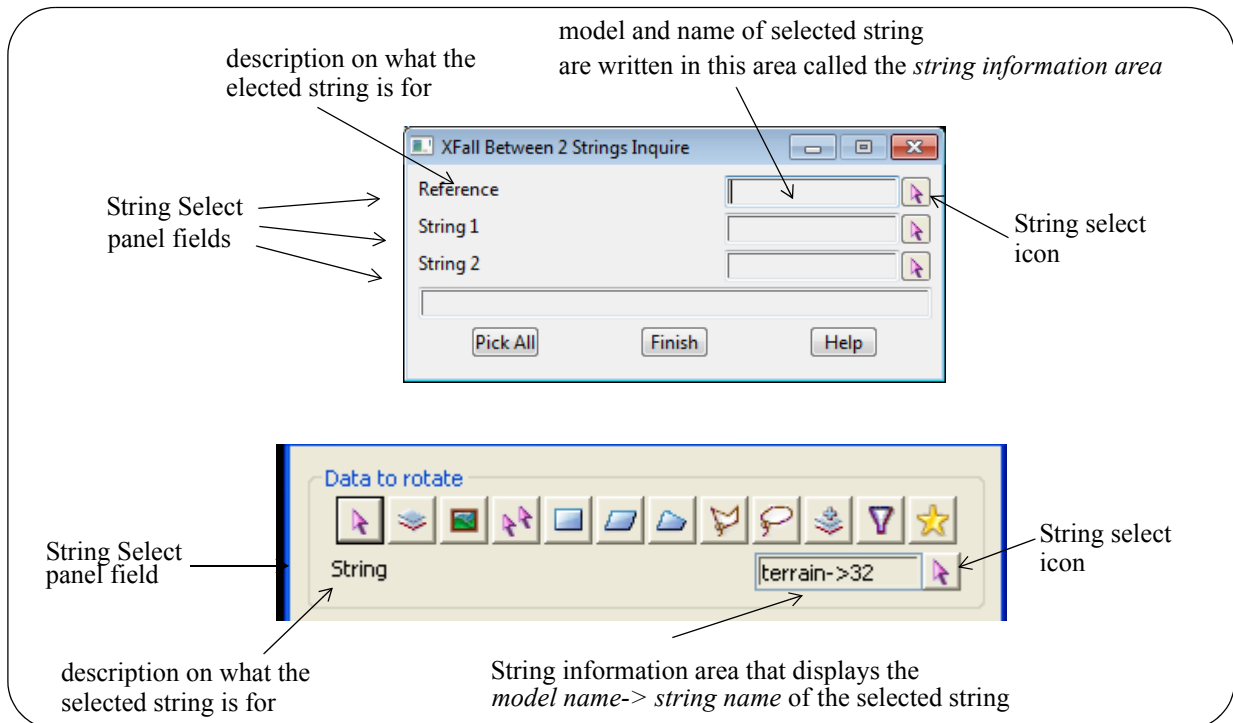 model and name of selected string
are written in this area called the string information area
description on what the
elected string is for
XFall Between 2 Strings Inquire
Reference
String 1
String 2
String Select
panel fields
String select
icon
Pick All
Finish
Help
Data to rotate
String Select
panel field
String
terrain->32
String select
icon
description on what the
selected string is for
String information area that displays the
model name-> string name of the selected string